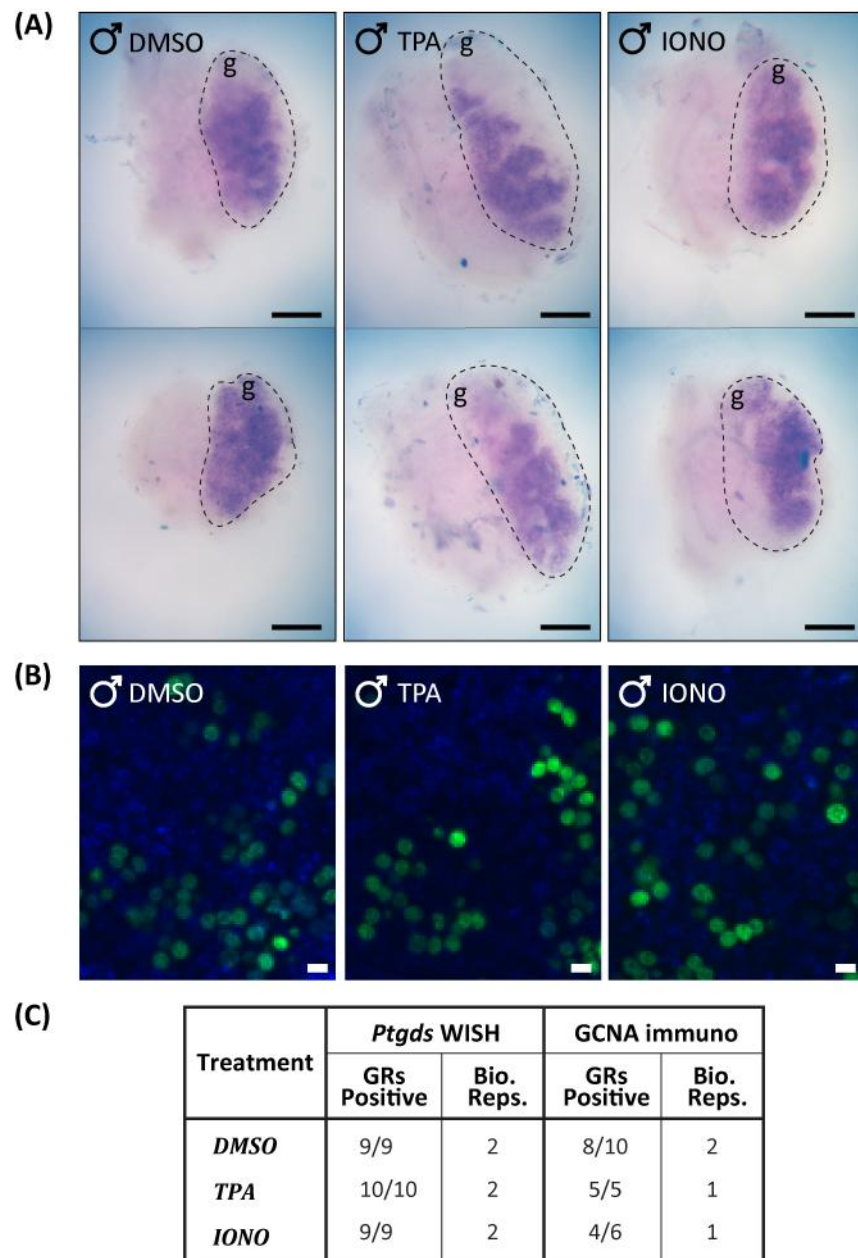 (A)
♂ DMSO
g
♂ TPA
g
♂ IONO
g
g
g
g
(B)
♂ DMSO
♂ TPA
♂ IONO
(C)
Treatment Ptgds WISH GCNA immuno
GRs Positive Bio. Reps. GRs Positive Bio. Reps.
DMSO 9/9 2 8/10 2
TPA 10/10 2 5/5 1
IONO 9/9 2 4/6 1